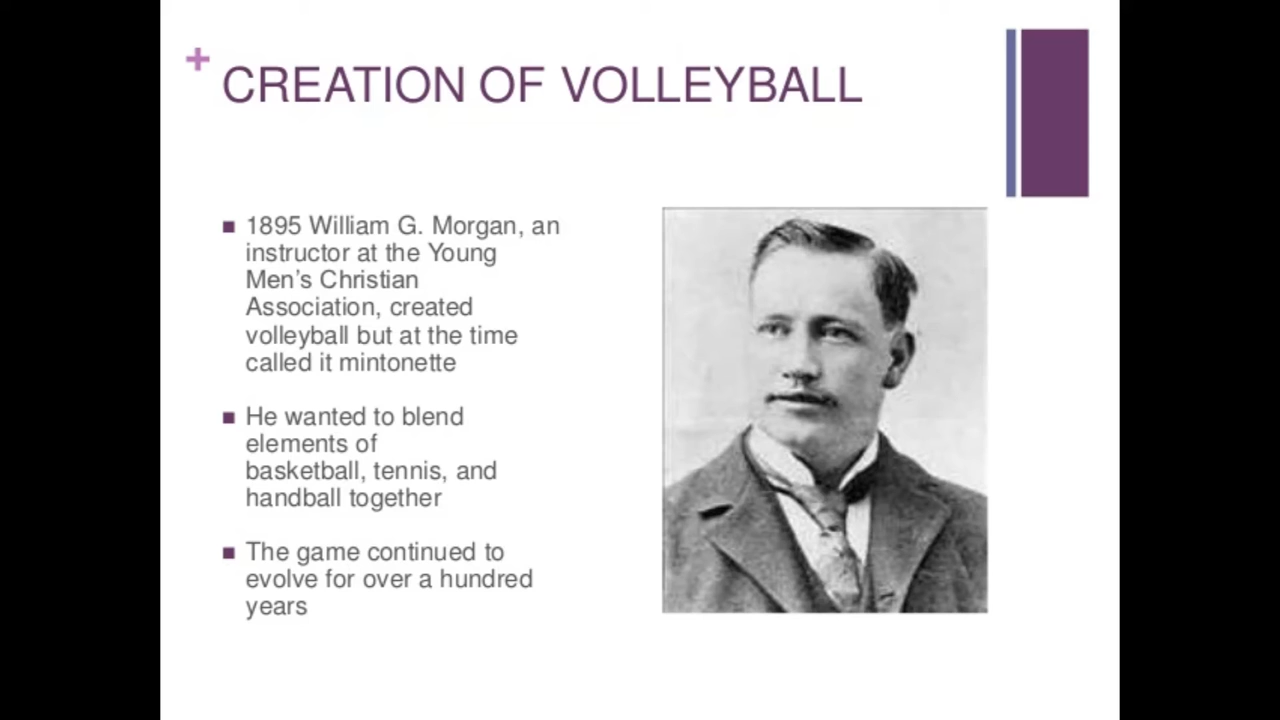 CREATION OF VOLLEYBALL
■ 1895 William G. Morgan, an
instructor at the Young
Men’s Christian
Association, created
volleyball but at the time
called it mintonette
■ He wanted to blend
elements of
basketball, tennis, and
handball together
■ The game continued to
evolve for over a hundred
years